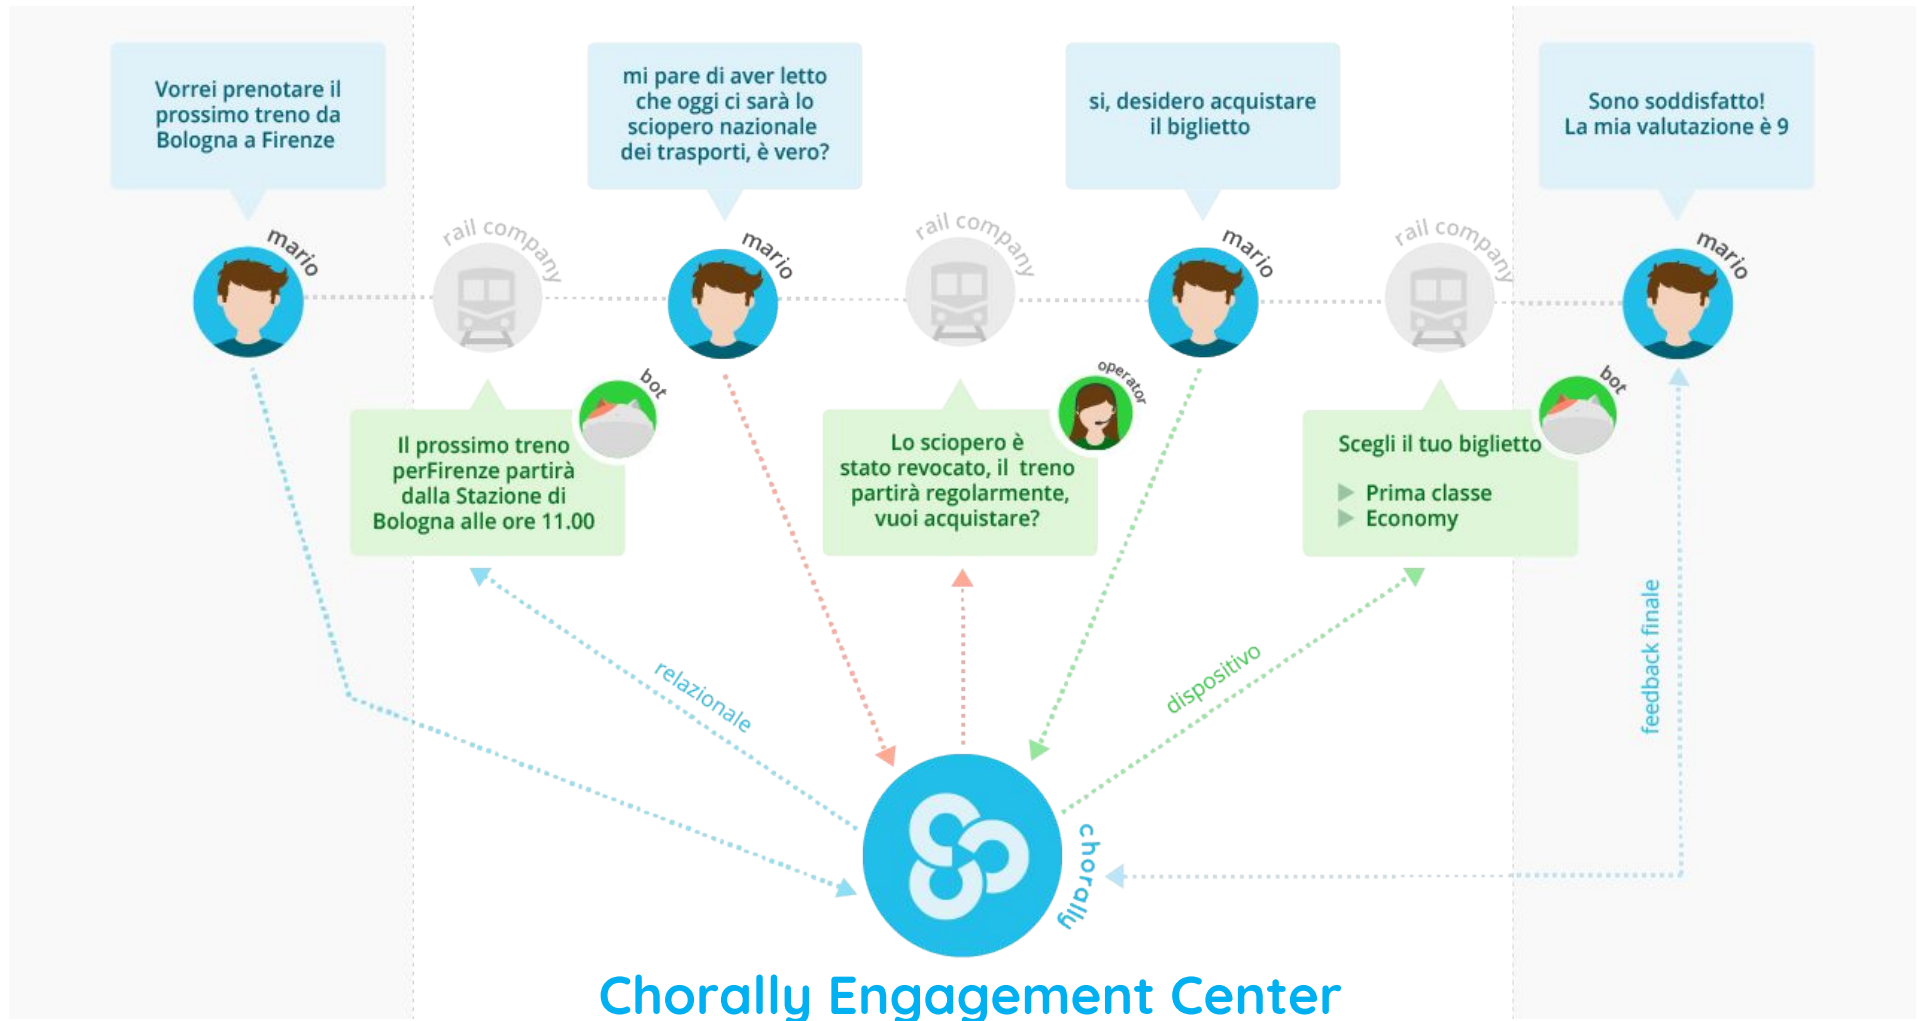 Vorrei prenotare il
prossimo treno da
Bologna a Firenze
mario
rail company
Il prossimo treno
perFirenze partirà
dalla Stazione di
Bologna alle ore 11.00
bot
mi pare di aver letto
che oggi ci sarà lo
sciopero nazionale
dei trasporti, è vero?
mario
rail company
Lo sciopero è
stato revocato, il treno
partirà regolarmente,
vuoi acquistare?
operator
si, desidero acquistare
il biglietto
mario
rail company
Scegli il tuo biglietto
Prima classe
Economy
bot
Sono soddisfatto!
La mia valutazione è 9
mario
relazionale
dispositivo
feedback finale
chorally
Chorally Engagement Center